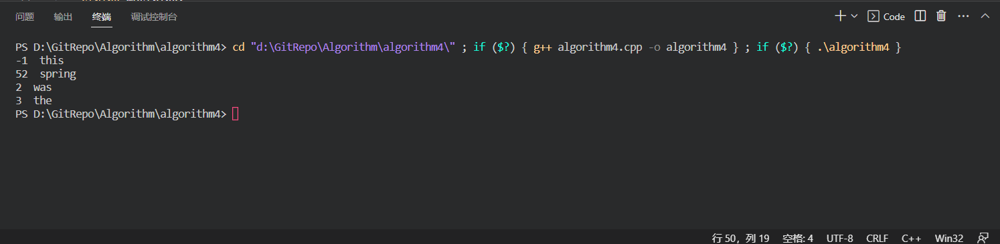 问题 输出 终端 调试控制台 Code
PS D:\GitRepo\Algorithm\algorithm4> cd "d:\GitRepo\Algorithm\algorithm4\" ; if ($?) { g++ algorithm4.cpp -o algorithm4 } ; if ($?) { .\algorithm4 }
-1  this
52  spring
2  was
3  the
PS D:\GitRepo\Algorithm\algorithm4>
行 50，列 19 空格: 4 UTF-8 CRLF C++ Win32